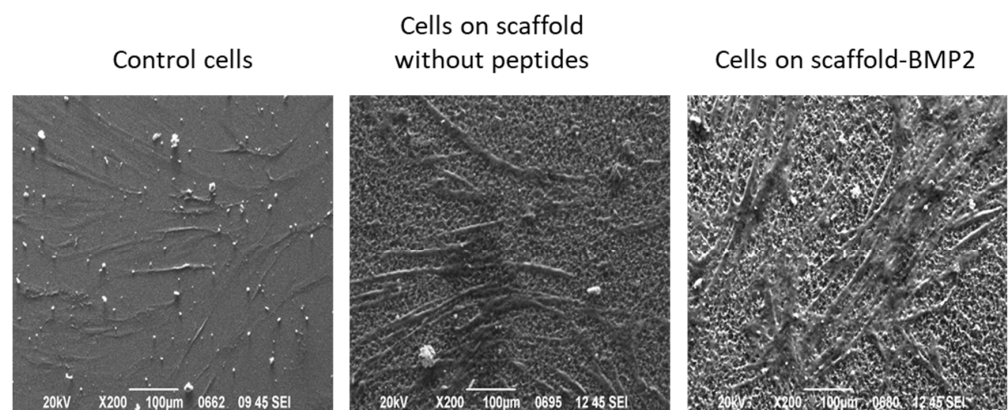 Control cells
Cells on scaffold
without peptides
Cells on scaffold-BMP2
20kV X200 100µm 0662 09 45 SEI
20kV X200 100µm 0695 12 45 SEI
20kV X200 100µm 0680 12 45 SEI